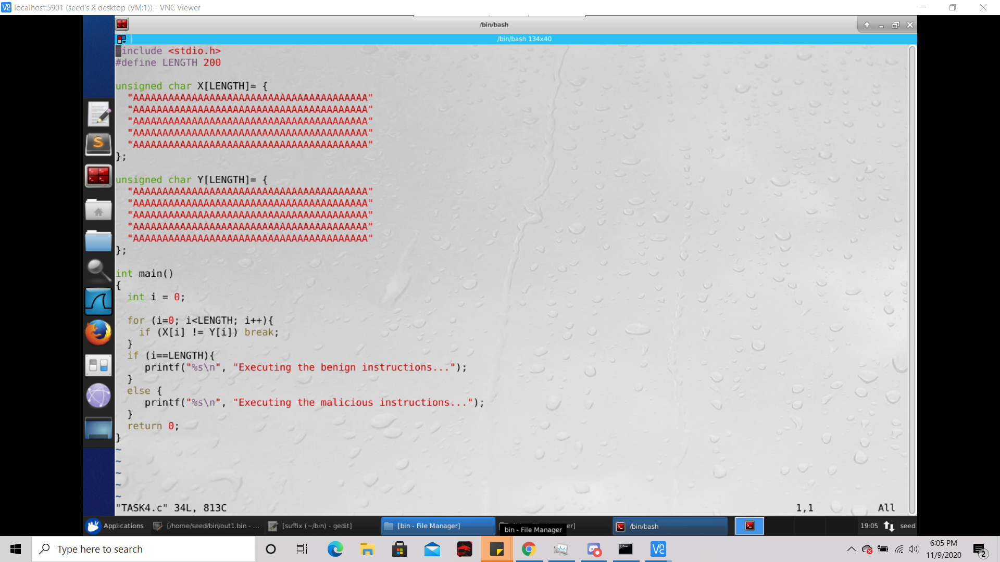 localhost:5901 (seed's X desktop (VM:1)) - VNC Viewer
/bin/bash
/bin/bash 134x40
#include <stdio.h>
#define LENGTH 200
unsigned char X[LENGTH]= {
"AAAAAAAAAAAAAAAAAAAAAAAAAAAAAAAAAAAAAAAA"
"AAAAAAAAAAAAAAAAAAAAAAAAAAAAAAAAAAAAAAAA"
"AAAAAAAAAAAAAAAAAAAAAAAAAAAAAAAAAAAAAAAA"
"AAAAAAAAAAAAAAAAAAAAAAAAAAAAAAAAAAAAAAAA"
"AAAAAAAAAAAAAAAAAAAAAAAAAAAAAAAAAAAAAAAA"
};
unsigned char Y[LENGTH]= {
"AAAAAAAAAAAAAAAAAAAAAAAAAAAAAAAAAAAAAAAA"
"AAAAAAAAAAAAAAAAAAAAAAAAAAAAAAAAAAAAAAAA"
"AAAAAAAAAAAAAAAAAAAAAAAAAAAAAAAAAAAAAAAA"
"AAAAAAAAAAAAAAAAAAAAAAAAAAAAAAAAAAAAAAAA"
"AAAAAAAAAAAAAAAAAAAAAAAAAAAAAAAAAAAAAAAA"
};
int main()
{
int i = 0;
for (i=0; i<LENGTH; i++){
if (X[i] != Y[i]) break;
}
if (i==LENGTH){
printf("%s\n", "Executing the benign instructions...");
}
else {
printf("%s\n", "Executing the malicious instructions...");
}
return 0;
}
~
~
~
~
~
"TASK4.c" 34L, 813C 1,1 All
Applications [/home/seed/bin/out1.bin - ... [suffix (~/bin) - gedit] [bin - File Manager] er] /bin/bash 19:05 seed
bin - File Manager
Type here to search
6:05 PM
11/9/2020
2